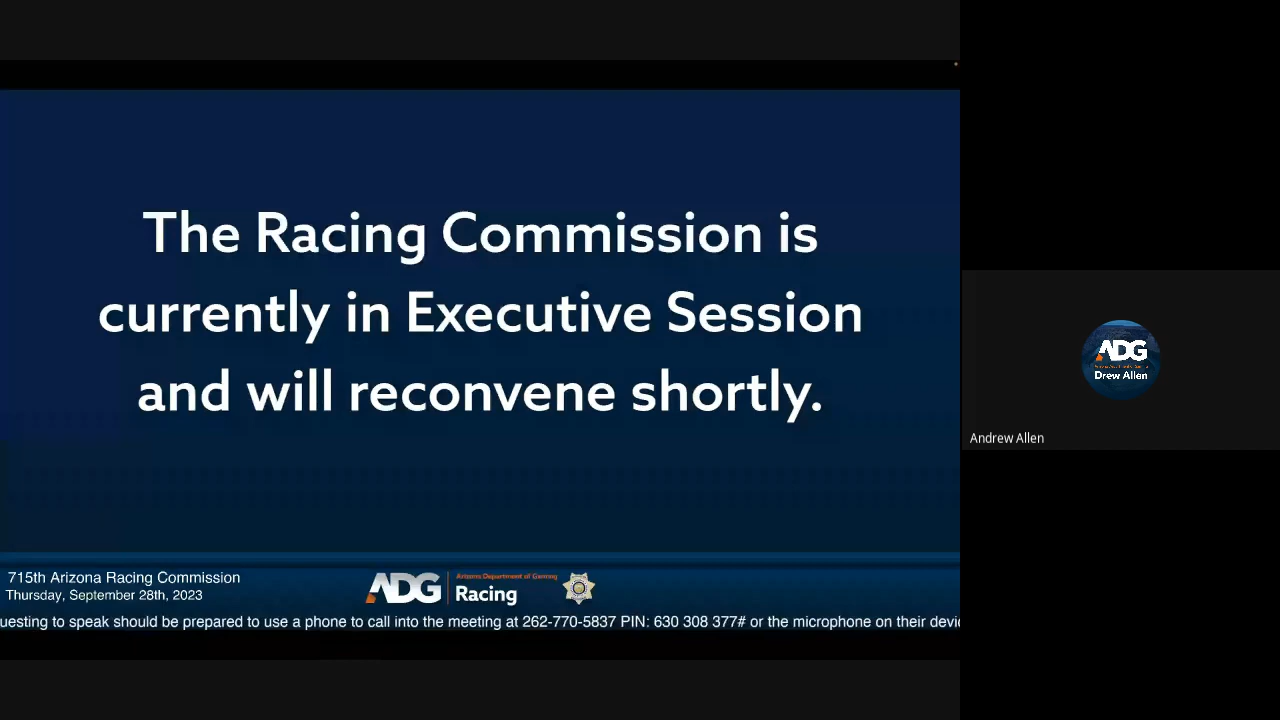 The Racing Commission is
currently in Executive Session
and will reconvene shortly.
715th Arizona Racing Commission
Thursday, September 28th, 2023
ADG
Arizona Department of Gaming
Racing
uesting to speak should be prepared to use a phone to call into the meeting at 262-770-5837 PIN: 630 308 377# or the microphone on their devic
ADG
Drew Allen
Andrew Allen